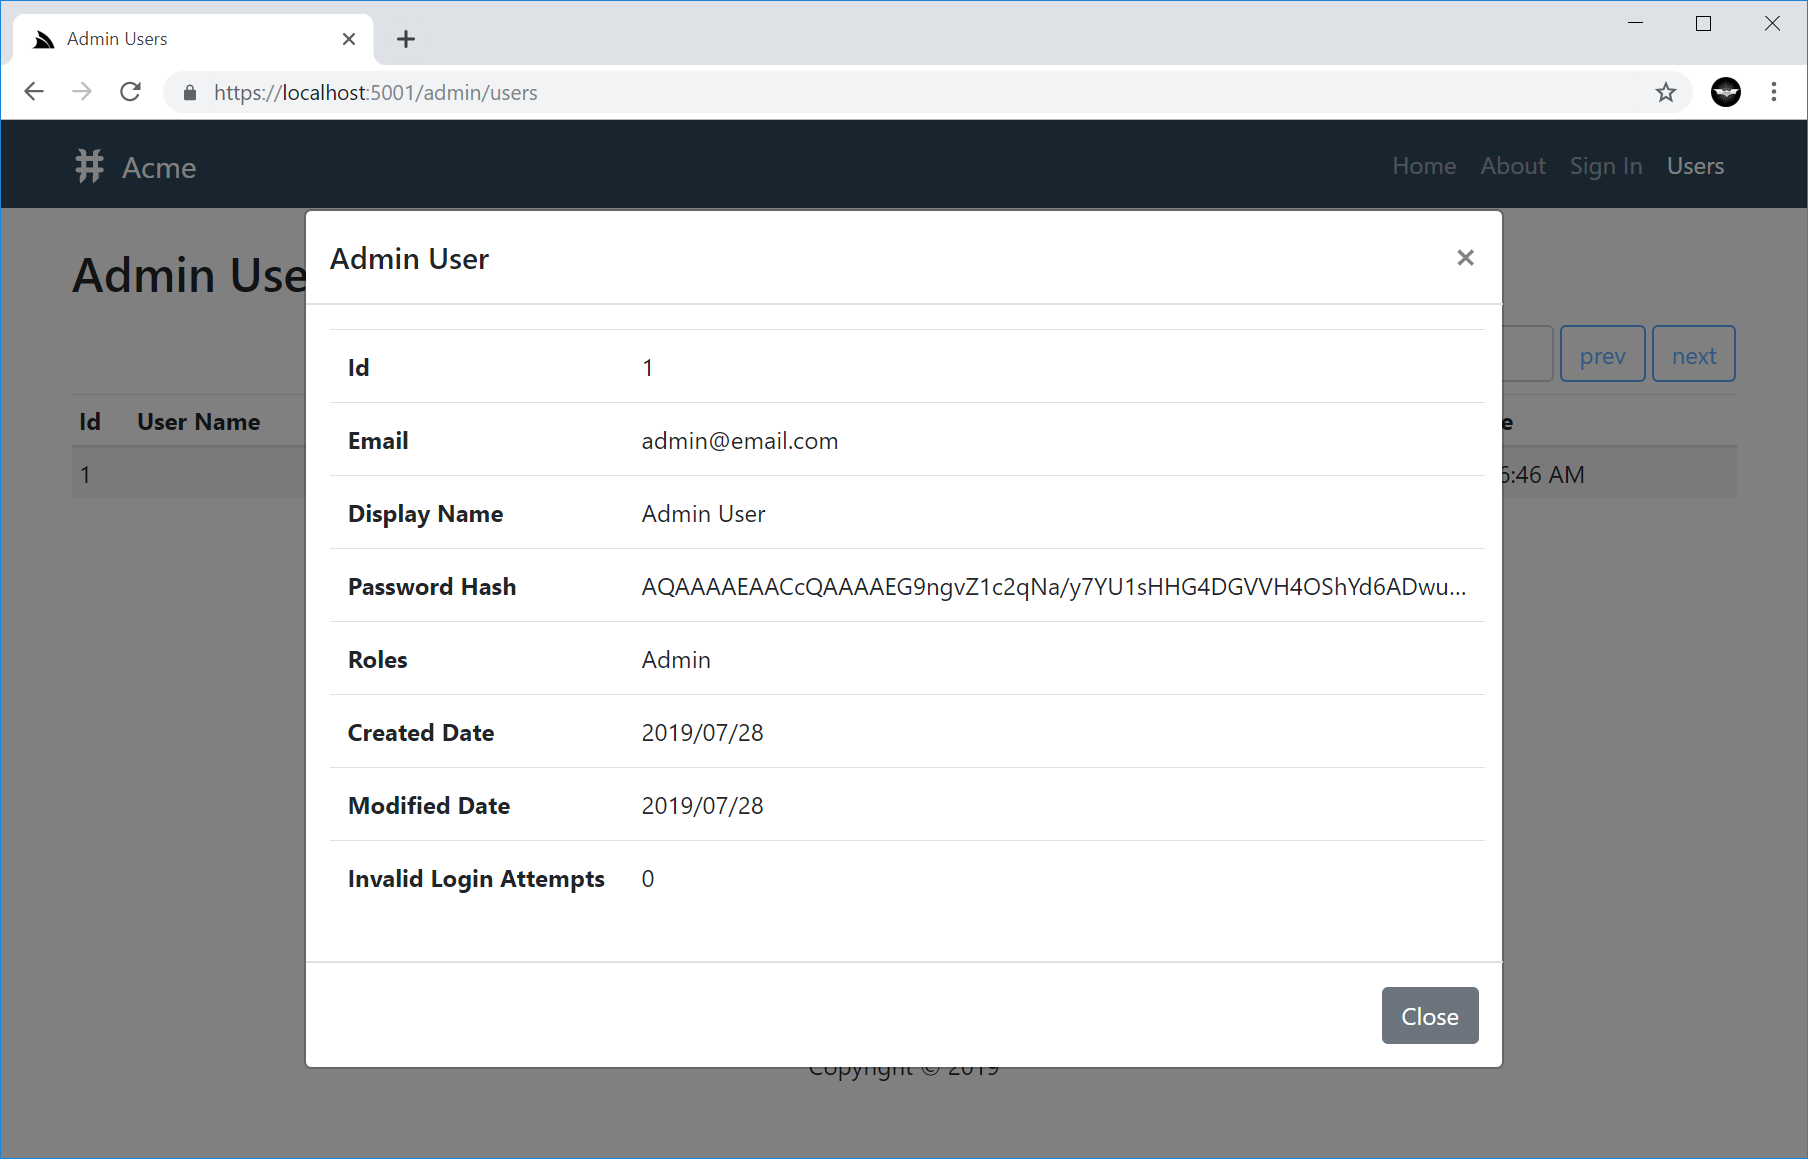 Admin Users
https://localhost:5001/admin/users
Acme
Home About Sign In Users
Admin Use
Admin User
prev next
Id User Name
1
6:46 AM
Id 1
Email admin@email.com
Display Name Admin User
Password Hash AQAAAAEAACcQAAAAEG9ngvZ1c2qNa/y7YU1sHHG4DGVVH4OShYd6ADwu...
Roles Admin
Created Date 2019/07/28
Modified Date 2019/07/28
Invalid Login Attempts 0
Close
Copyright © 2019